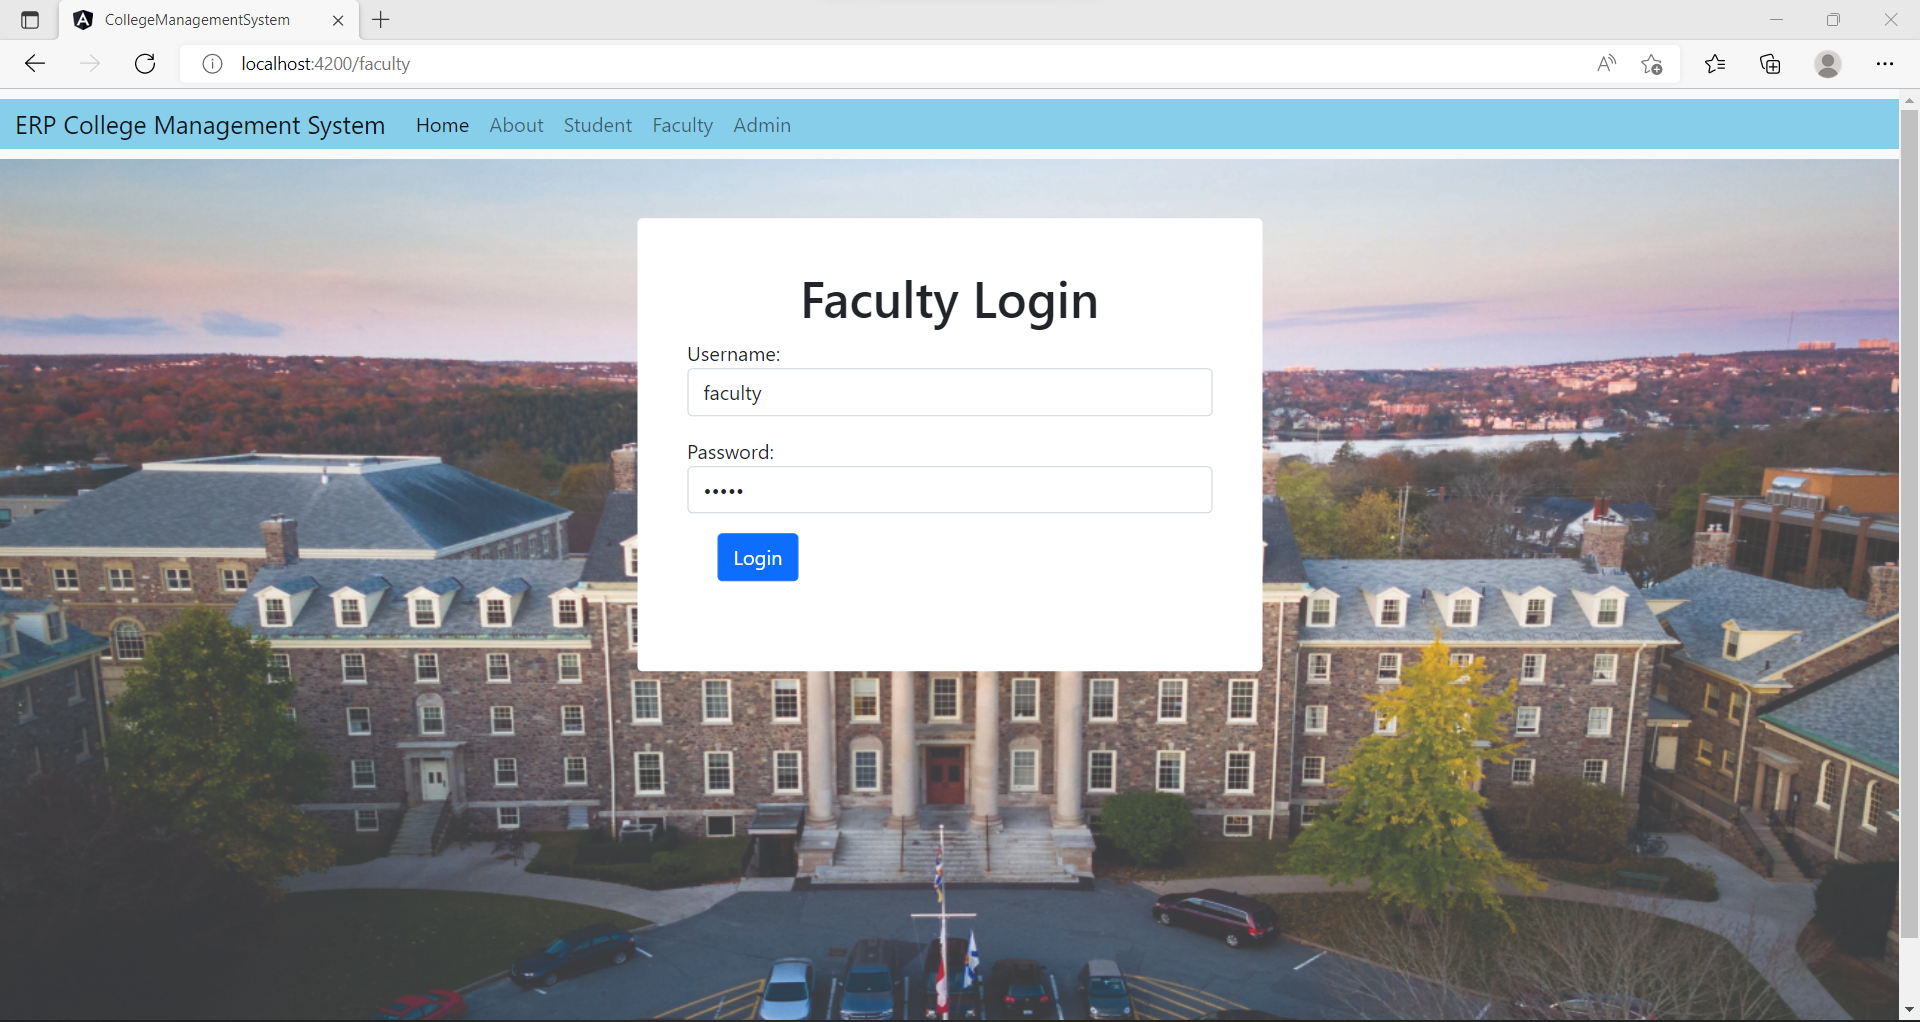 CollegeManagementSystem
localhost:4200/faculty
ERP College Management System Home About Student Faculty Admin
Faculty Login
Username:
faculty
Password:
•••••
Login